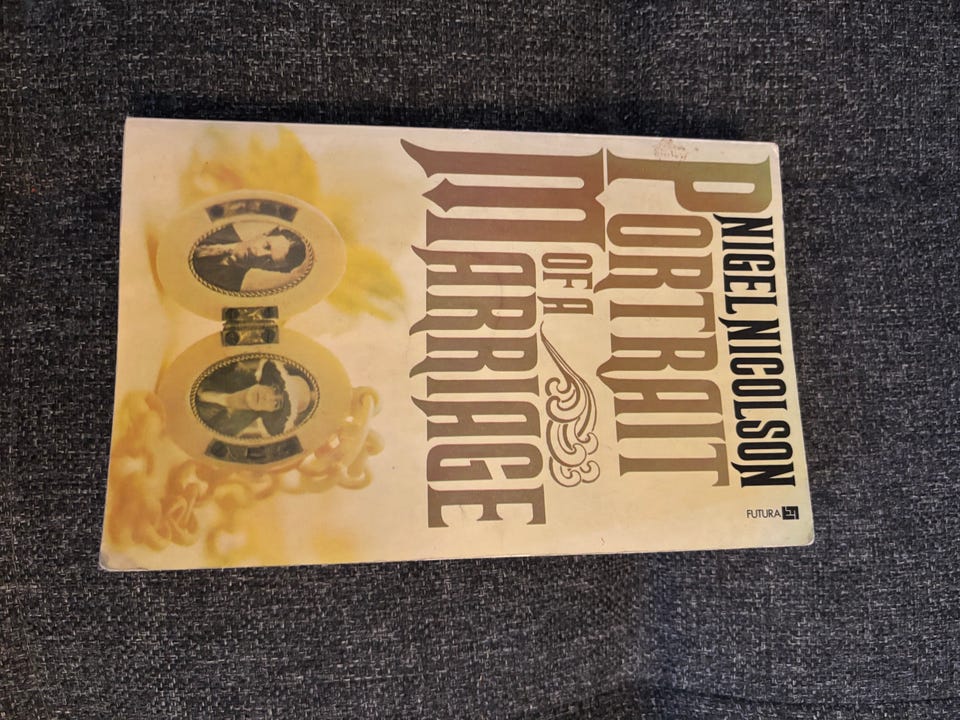 NIGEL NICOLSON
FUTURA
PORTRAIT
OF A
MARRIAGE